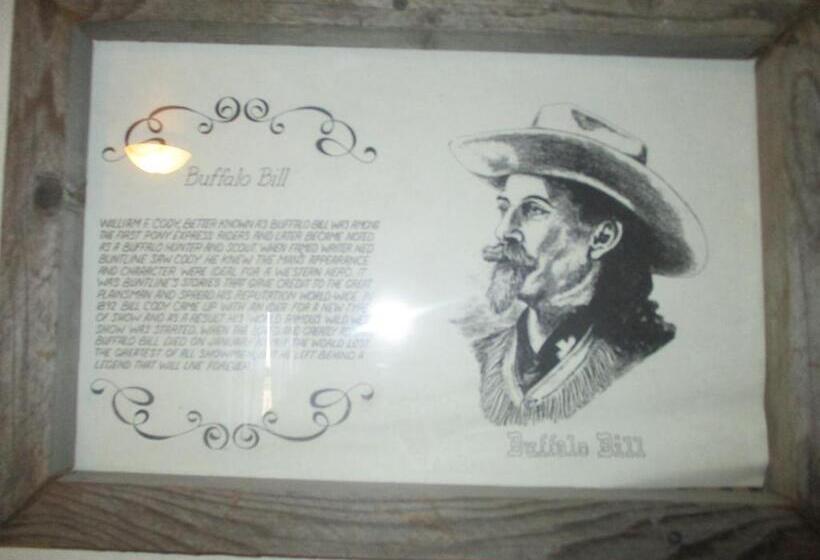 Buffalo Bill
WILLIAM F. CODY, BETTER KNOWN AS BUFFALO BILL WAS AMONG
THE FIRST PONY EXPRESS RIDERS AND LATER BECAME NOTED
AS A BUFFALO HUNTER AND SCOUT. WHEN FAMED WRITER NED
BUNTLINE SAW CODY HE KNEW THE MAN'S APPEARANCE
AND CHARACTER WERE IDEAL FOR A WESTERN HERO. IT
WAS BUNTLINE'S STORIES THAT GAVE CREDIT TO THE GREAT
PLAINSMAN AND SPREAD HIS REPUTATION WORLD WIDE. IN
BILL CODY CAME UP WITH AN IDEA FOR A NEW TYPE
OF SHOW AND AS A RESULT HIS WORLD FAMOUS WILD WEST
SHOW WAS STARTED. WHEN THE AND GREATLY
BUFFALO BILL DIED ON JANUARY THE WORLD LOST
THE GREATEST OF ALL SHOWMEN, HE LEFT BEHIND A
LEGEND THAT WILL LIVE FOREVER.
Buffalo Bill